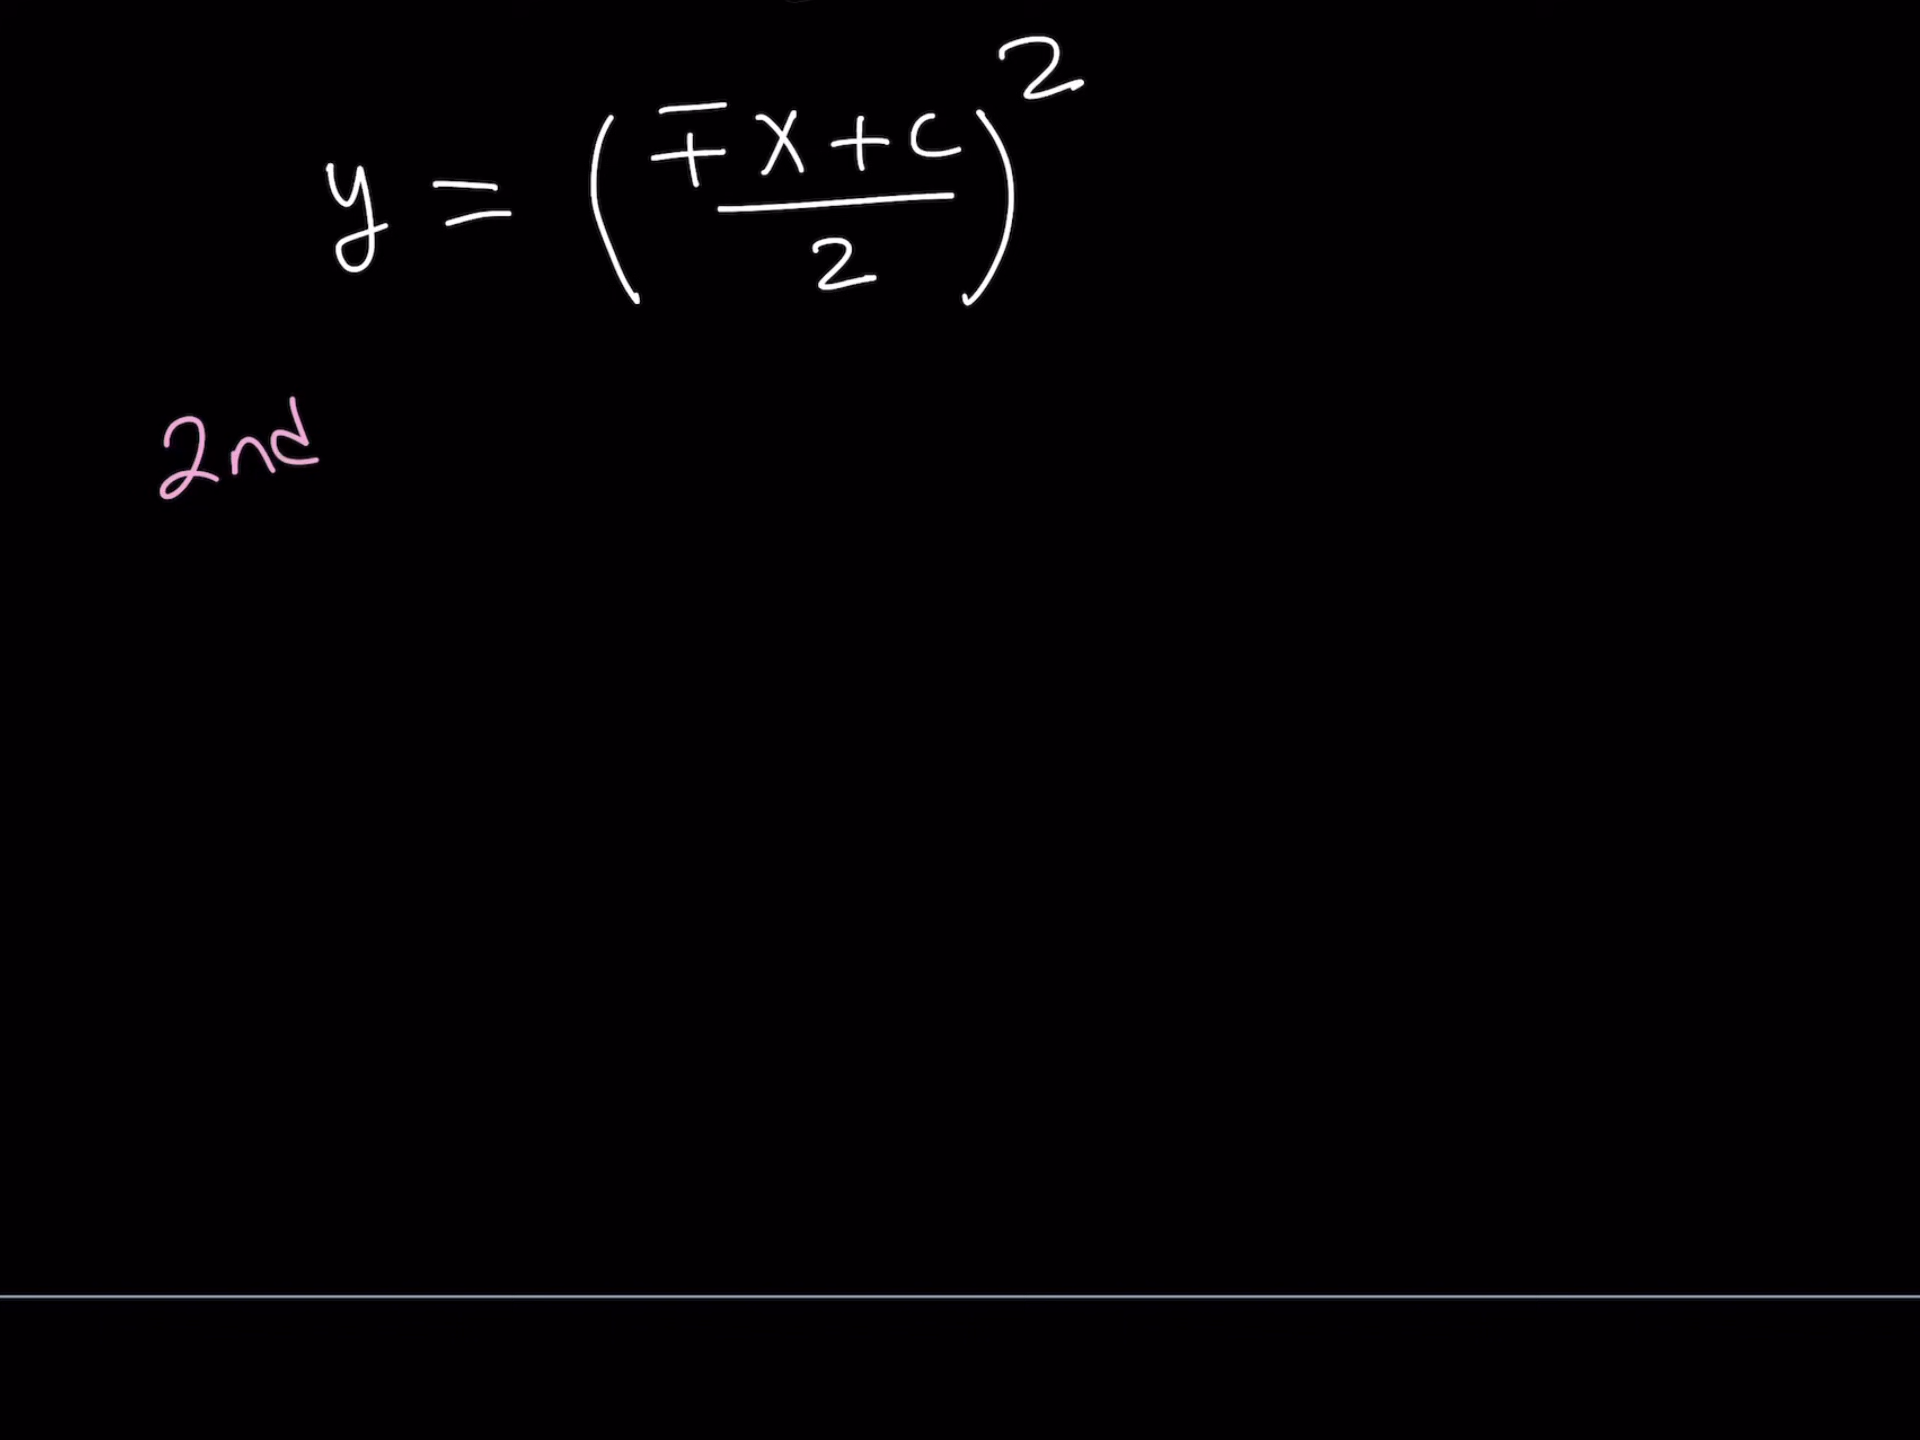 y = (∓x+c/2)²
2nd